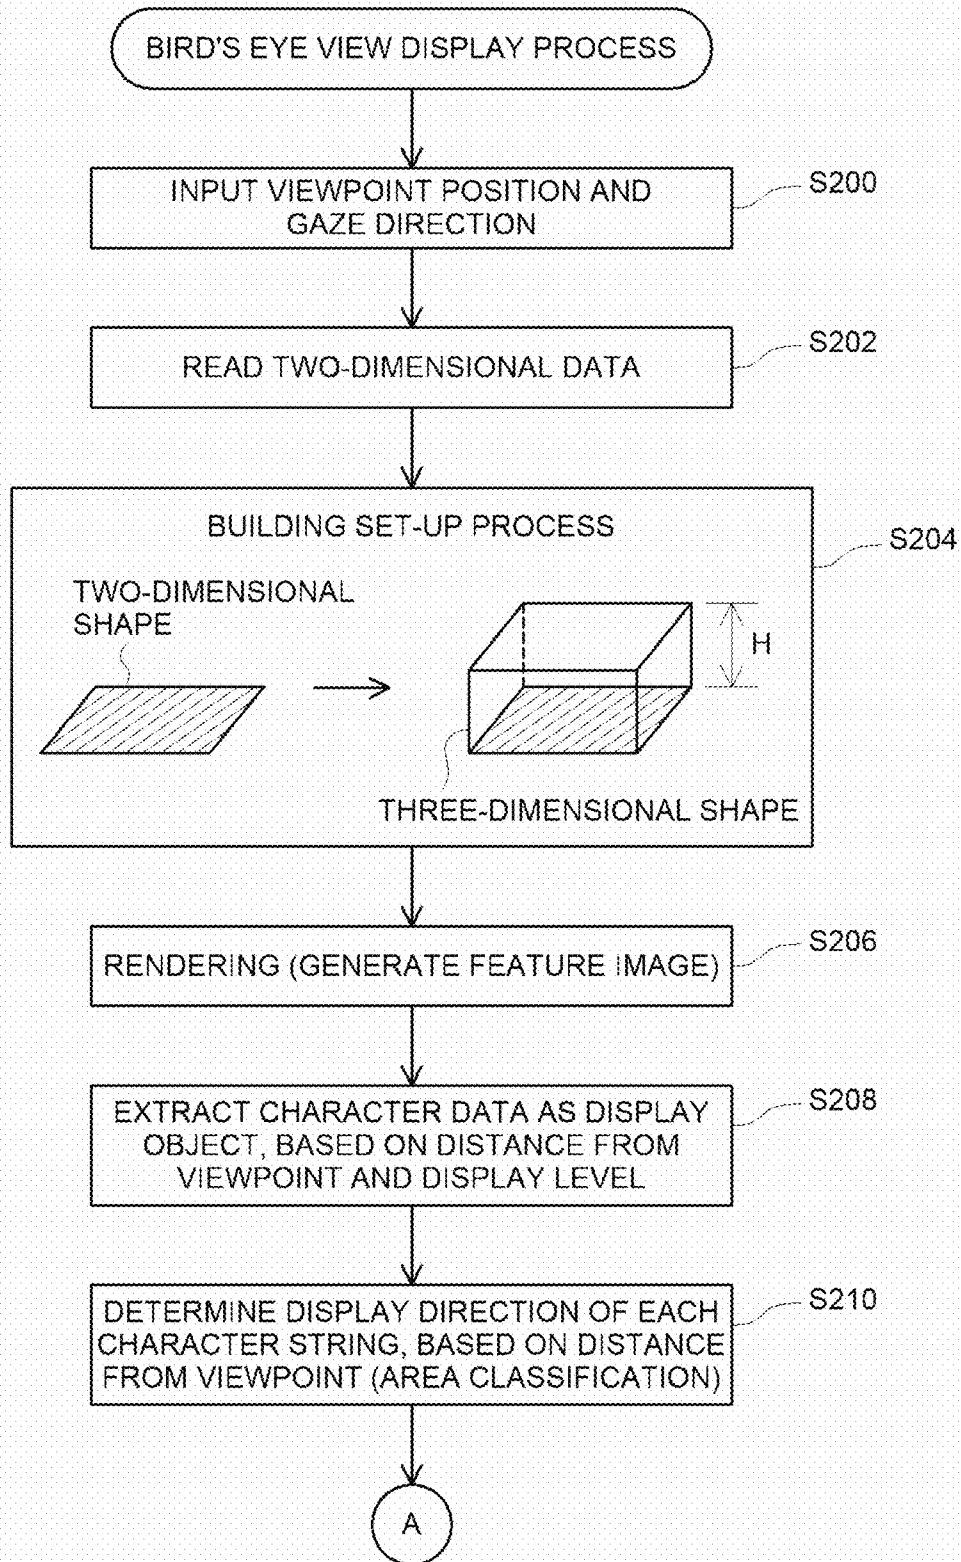 BIRD'S EYE VIEW DISPLAY PROCESS
INPUT VIEWPOINT POSITION AND
GAZE DIRECTION
S200
READ TWO-DIMENSIONAL DATA
S202
BUILDING SET-UP PROCESS
S204
TWO-DIMENSIONAL
SHAPE
H
THREE-DIMENSIONAL SHAPE
RENDERING (GENERATE FEATURE IMAGE)
S206
EXTRACT CHARACTER DATA AS DISPLAY
OBJECT, BASED ON DISTANCE FROM
VIEWPOINT AND DISPLAY LEVEL
S208
DETERMINE DISPLAY DIRECTION OF EACH
CHARACTER STRING, BASED ON DISTANCE
FROM VIEWPOINT (AREA CLASSIFICATION)
S210
A